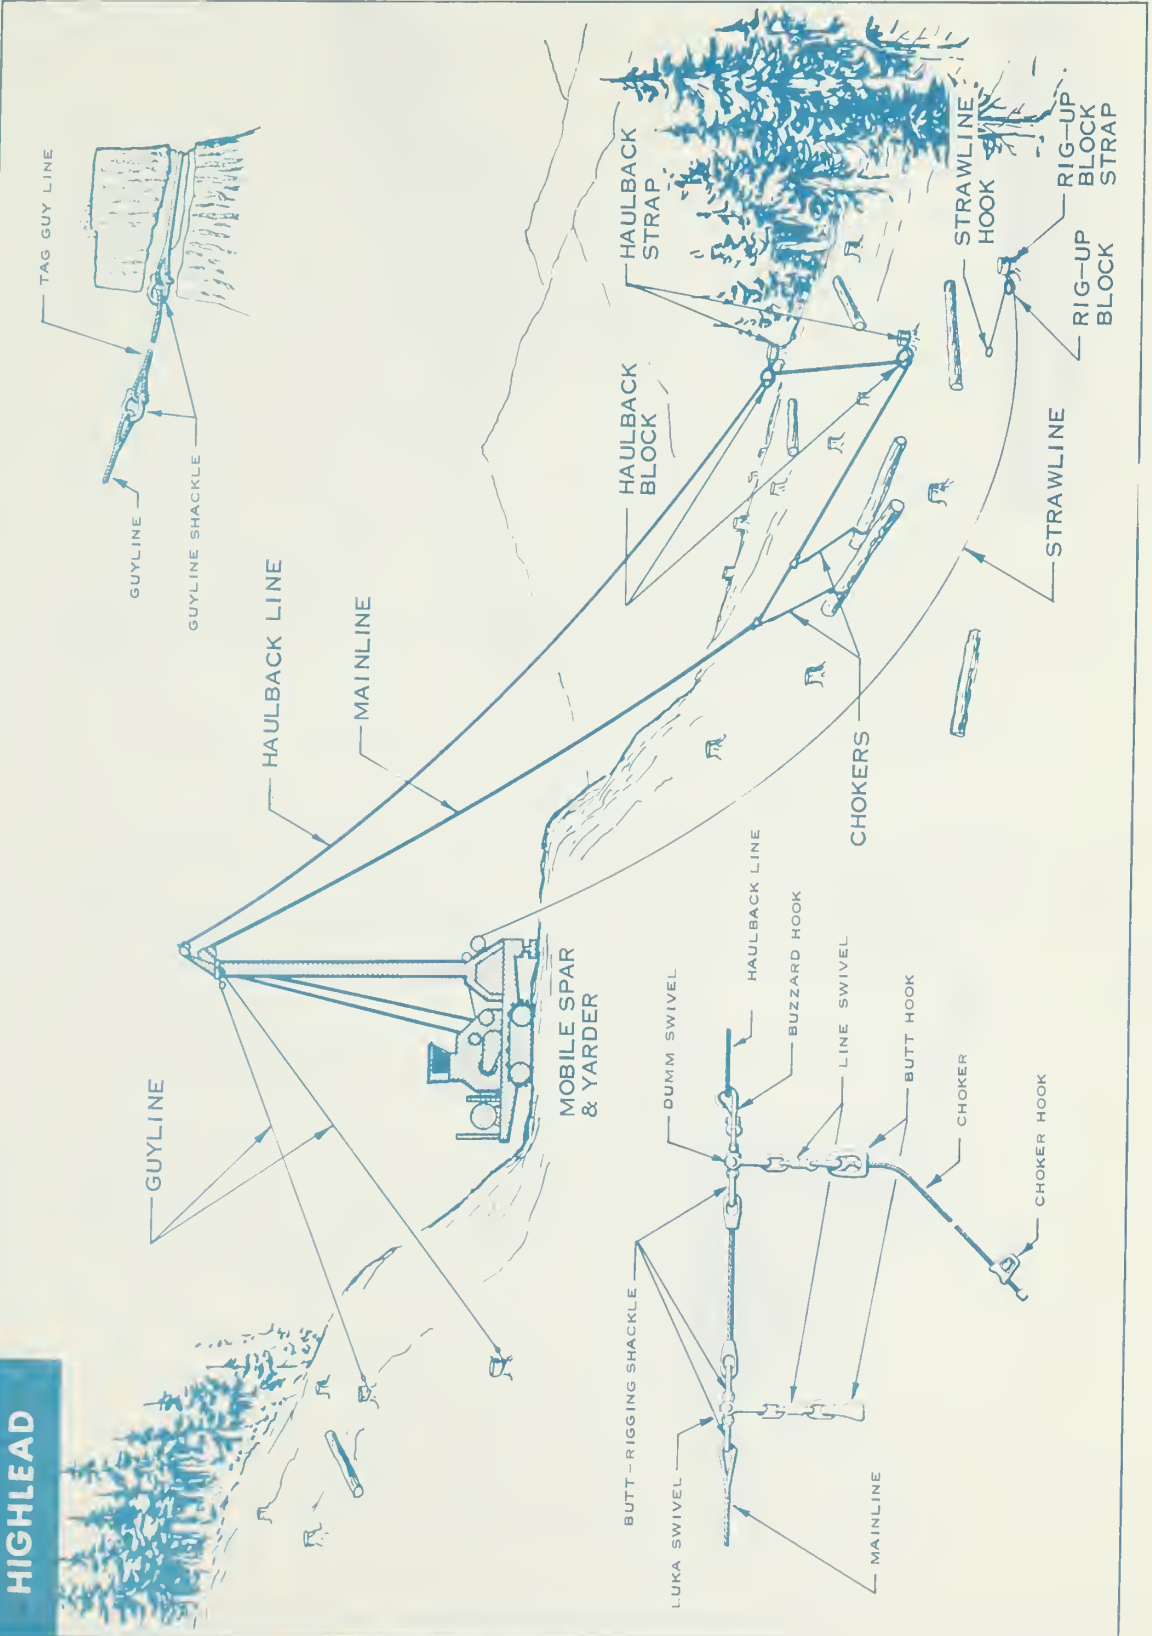 HIGHLEAD
TAG GUY LINE
GUYLINE
GUYLINE SHACKLE
GUYLINE
HAULBACK LINE
MAINLINE
HAULBACK
STRAP
HAULBACK
BLOCK
MOBILE SPAR
& YARDER
STRAWLINE
HOOK
RIG-UP
BLOCK
STRAP
RIG-UP
BLOCK
STRAWLINE
CHOKERS
BUTT-RIGGING SHACKLE
LUKA SWIVEL
MAINLINE
DUMM SWIVEL
HAULBACK LINE
BUZZARD HOOK
LINE SWIVEL
BUTT HOOK
CHOKER
CHOKER HOOK